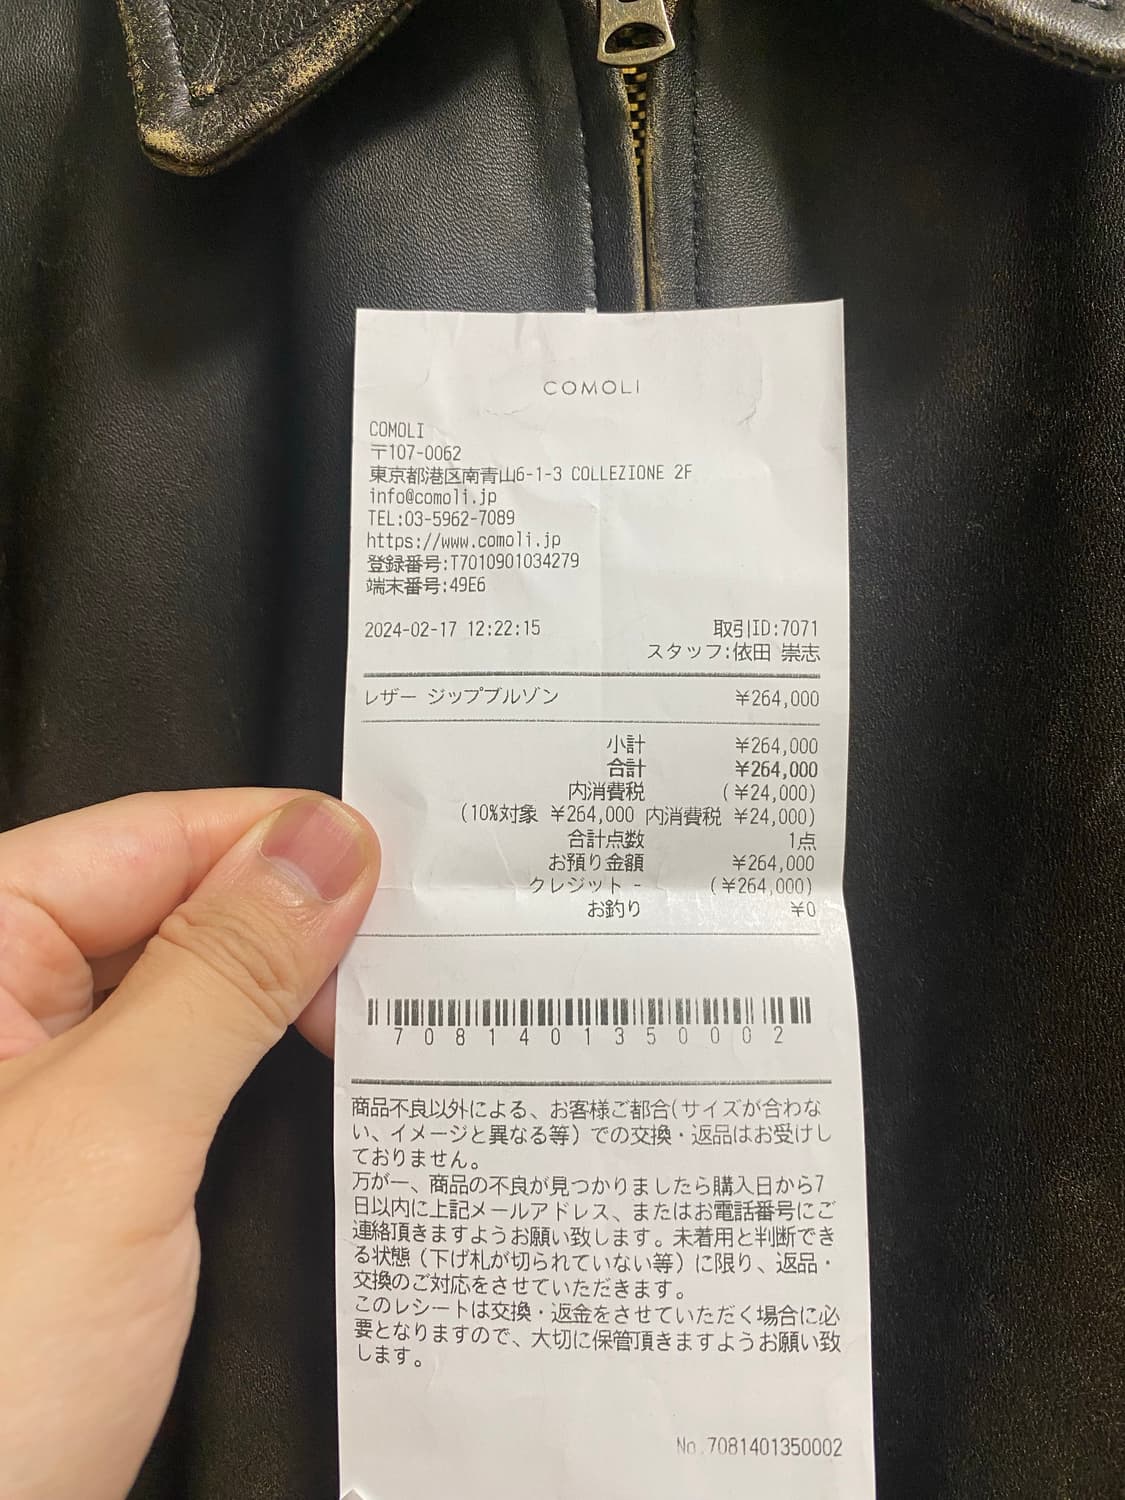 COMOLI
COMOLI
〒107-0062
東京都港区南青山6-1-3 COLLEZIONE 2F
info@comoli.jp
TEL:03-5962-7089
https://www.comoli.jp
登録番号:T7010901034279
端末番号:49E6
2024-02-17 12:22:15 取引ID:7071
スタッフ:依田 崇志
レザー ジップブルゾン ¥264,000
小計 ¥264,000
合計 ¥264,000
内消費税 (¥24,000)
(10%対象 ¥264,000 内消費税 ¥24,000)
合計点数 1点
お預り金額 ¥264,000
クレジット - (¥264,000)
お釣り ¥0
7081401350002
商品不良以外による、お客様ご都合(サイズが合わな
い、イメージと異なる等)での交換・返品はお受けし
ておりません。
万が一、商品の不良が見つかりましたら購入日から7
日以内に上記メールアドレス、またはお電話番号にご
連絡頂きますようお願い致します。未着用と判断でき
る状態（下げ札が切られていない等）に限り、返品・
交換のご対応をさせていただきます。
このレシートは交換・返金をさせていただく場合に必
要となりますので、大切に保管頂きますようお願い致
します。
No.7081401350002